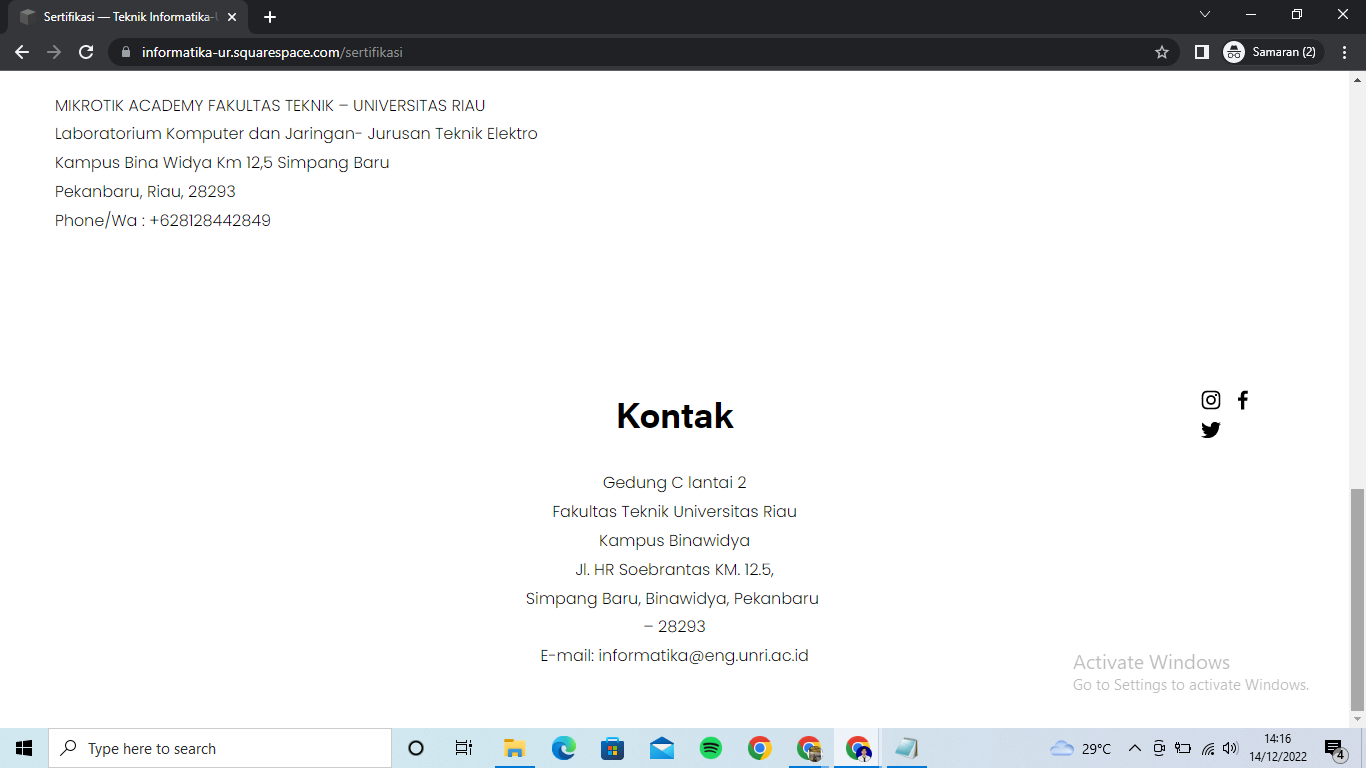 Sertifikasi — Teknik Informatika-U
informatika-ur.squarespace.com/sertifikasi
Samaran (2)
MIKROTIK ACADEMY FAKULTAS TEKNIK – UNIVERSITAS RIAU
Laboratorium Komputer dan Jaringan- Jurusan Teknik Elektro
Kampus Bina Widya Km 12,5 Simpang Baru
Pekanbaru, Riau, 28293
Phone/Wa : +628128442849
Kontak
Gedung C lantai 2
Fakultas Teknik Universitas Riau
Kampus Binawidya
Jl. HR Soebrantas KM. 12.5,
Simpang Baru, Binawidya, Pekanbaru
– 28293
E-mail: informatika@eng.unri.ac.id
Activate Windows
Go to Settings to activate Windows.
Type here to search
29°C
14:16
14/12/2022
4